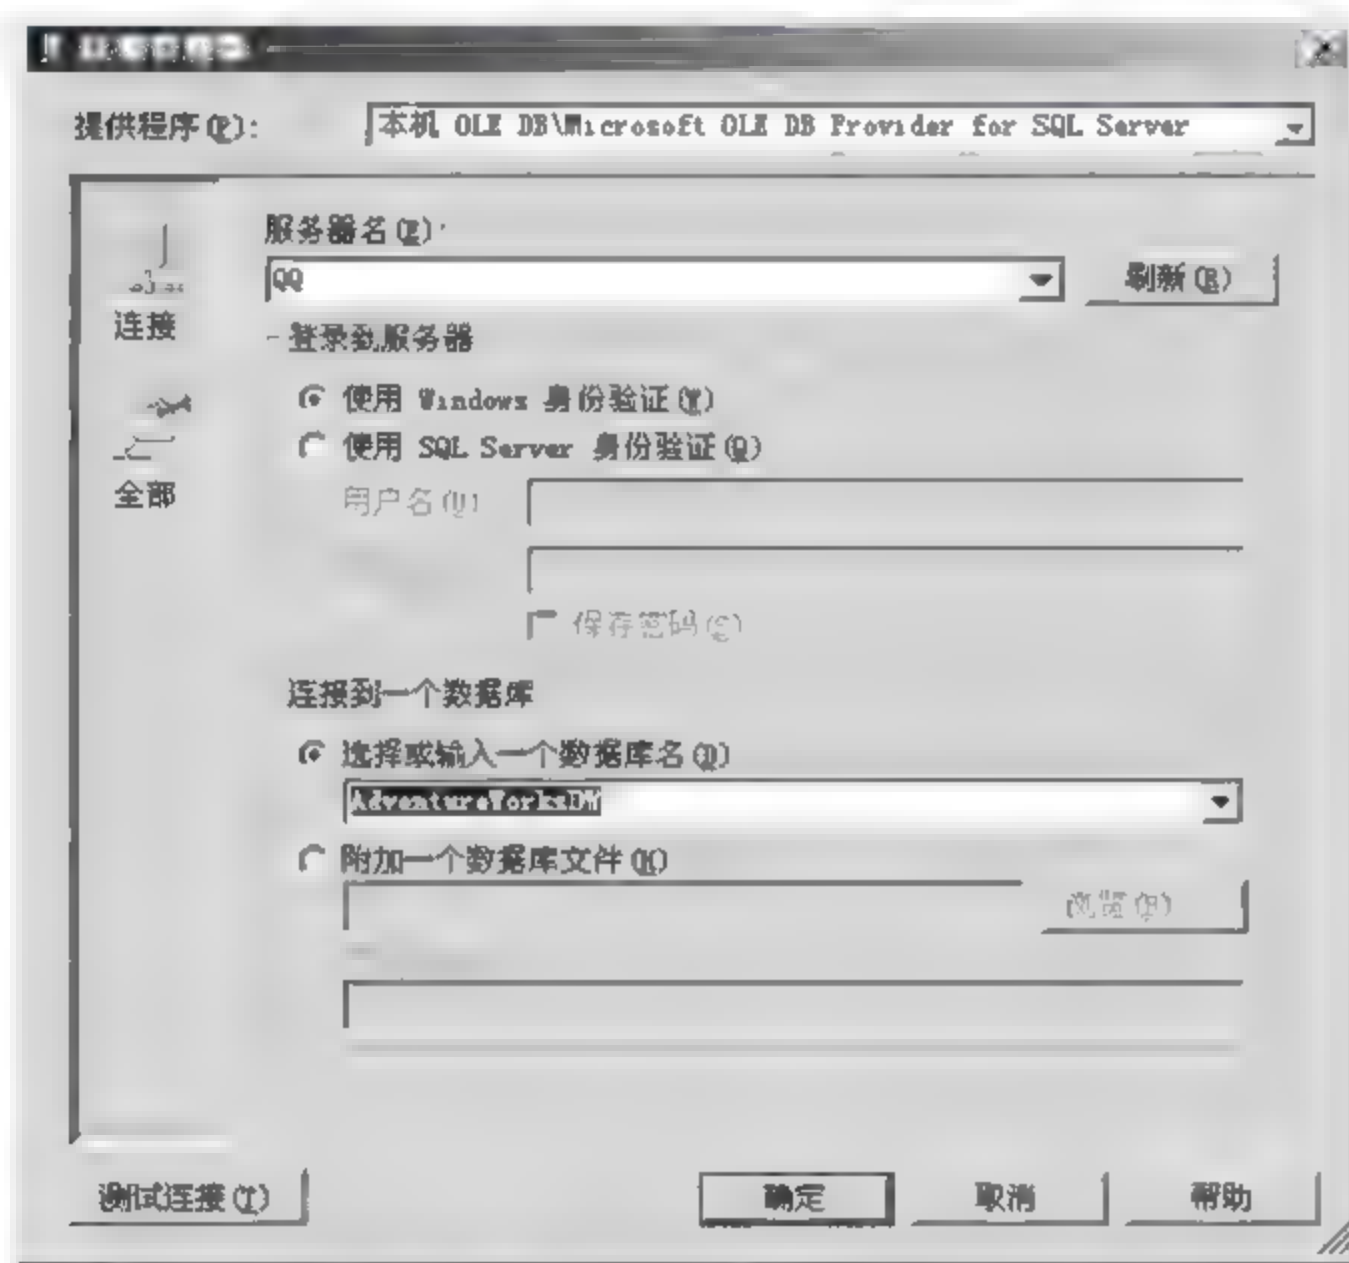 提供程序(P):
本机 OLE DB\Microsoft OLE DB Provider for SQL Server
服务器名(E):
QQ
刷新(R)
连接
登录到服务器
使用 Windows 身份验证(W)
使用 SQL Server 身份验证(Q)
全部
用户名(U)
保存密码(S)
连接到一个数据库
选择或输入一个数据库名(D)
AdventureWorksDW
附加一个数据库文件(H)
浏览(B)
测试连接(T)
确定
取消
帮助